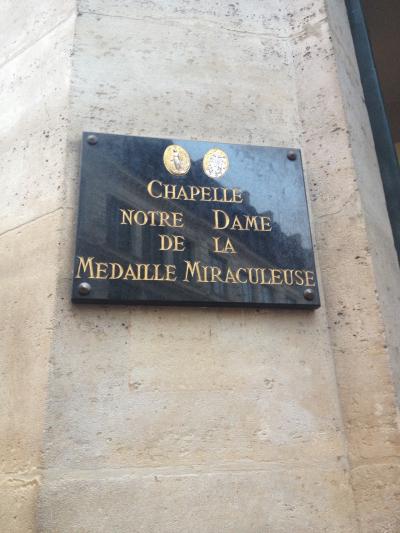 Chapelle
Notre Dame
de la
Medaille Miraculeuse